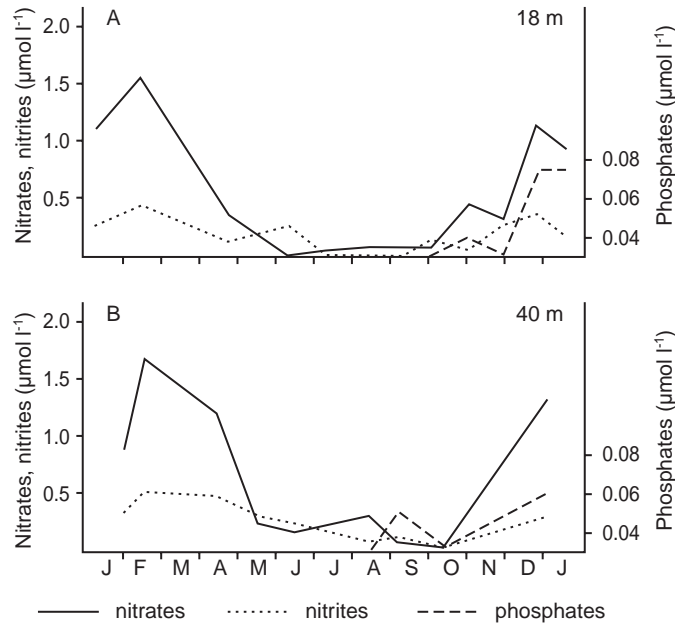 A
18 m
Nitrates, nitrites (µmol l-1)
2.0
1.5
1.0
0.5
Phosphates (µmol l-1)
0.08
0.06
0.04
B
40 m
Nitrates, nitrites (µmol l-1)
2.0
1.5
1.0
0.5
Phosphates (µmol l-1)
0.08
0.06
0.04
J F M A M J J A S O N D J
nitrates nitrites phosphates